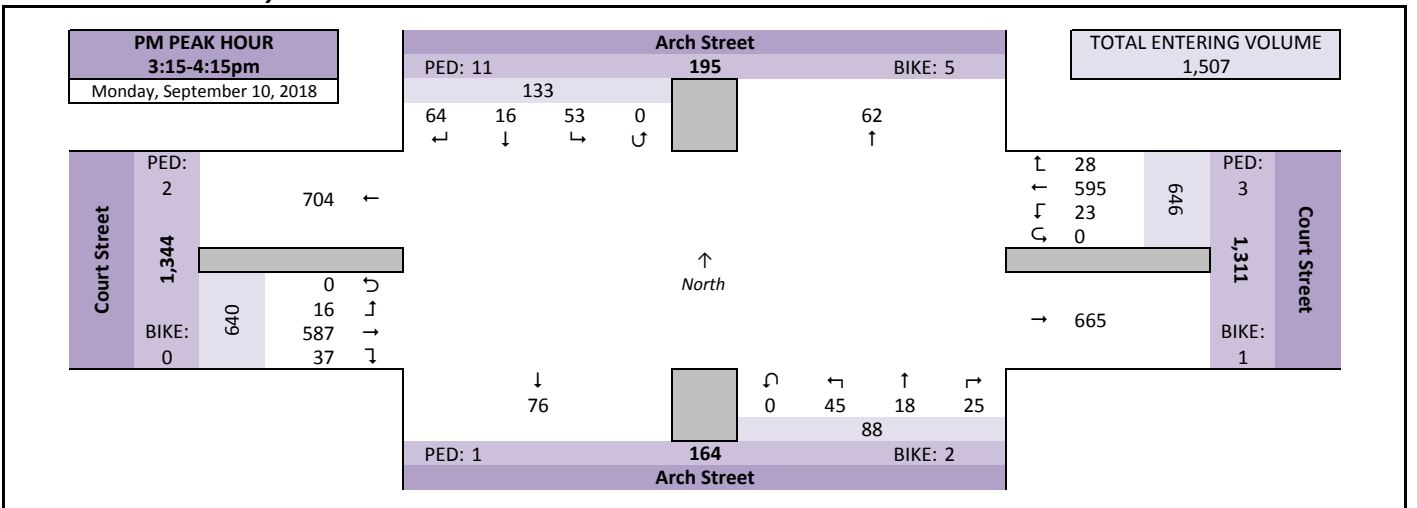 PM PEAK HOUR
3:15-4:15pm
Monday, September 10, 2018
Arch Street
PED: 11 195 BIKE: 5
133
64 16 53 0
↵ ↓ ↳ ↺
62
↑
TOTAL ENTERING VOLUME
1,507
Court Street
PED:
2
1,344
BIKE:
0
704 ←
640
0 ⮌
16 ⮥
587 →
37 ⮧
↑
North
↱ 28
← 595
↲ 23
⮎ 0
646
→ 665
PED:
3
1,311
BIKE:
1
Court Street
↓
76
↶ ↰ ↑ ↱
0 45 18 25
88
PED: 1 164 BIKE: 2
Arch Street